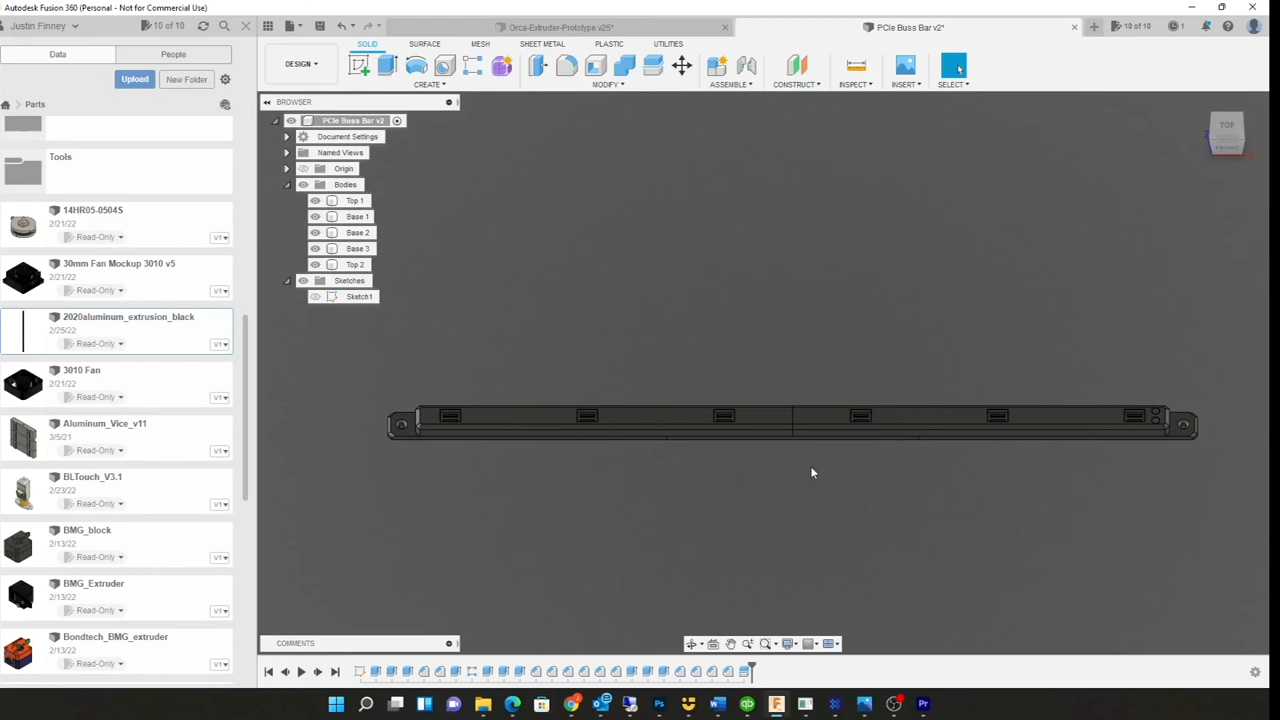 Autodesk Fusion 360 (Personal - Not for Commercial Use)
Justin Finney
10 of 10
Orca-Extruder-Prototype v25*
PCIe Buss Bar v2*
10 of 10
1
Data
People
SOLID
SURFACE
MESH
SHEET METAL
PLASTIC
UTILITIES
DESIGN
Upload
New Folder
CREATE
MODIFY
ASSEMBLE
CONSTRUCT
INSPECT
INSERT
SELECT
Parts
BROWSER
PCIe Buss Bar v2
Document Settings
Named Views
Origin
Bodies
Top 1
Base 1
Base 2
Base 3
Top 2
Sketches
Sketch1
TOP
FRONT
Z
X
Tools
14HR05-0504S
2/21/22
Read-Only
V1
30mm Fan Mockup 3010 v5
2/21/22
Read-Only
V1
2020aluminum_extrusion_black
2/25/22
Read-Only
V1
3010 Fan
2/21/22
Read-Only
V1
Aluminum_Vice_v11
3/5/21
Read-Only
V1
BLTouch_V3.1
2/23/22
Read-Only
V1
BMG_block
2/13/22
Read-Only
V1
BMG_Extruder
2/13/22
Read-Only
V1
Bondtech_BMG_extruder
2/13/22
Read-Only
V1
COMMENTS